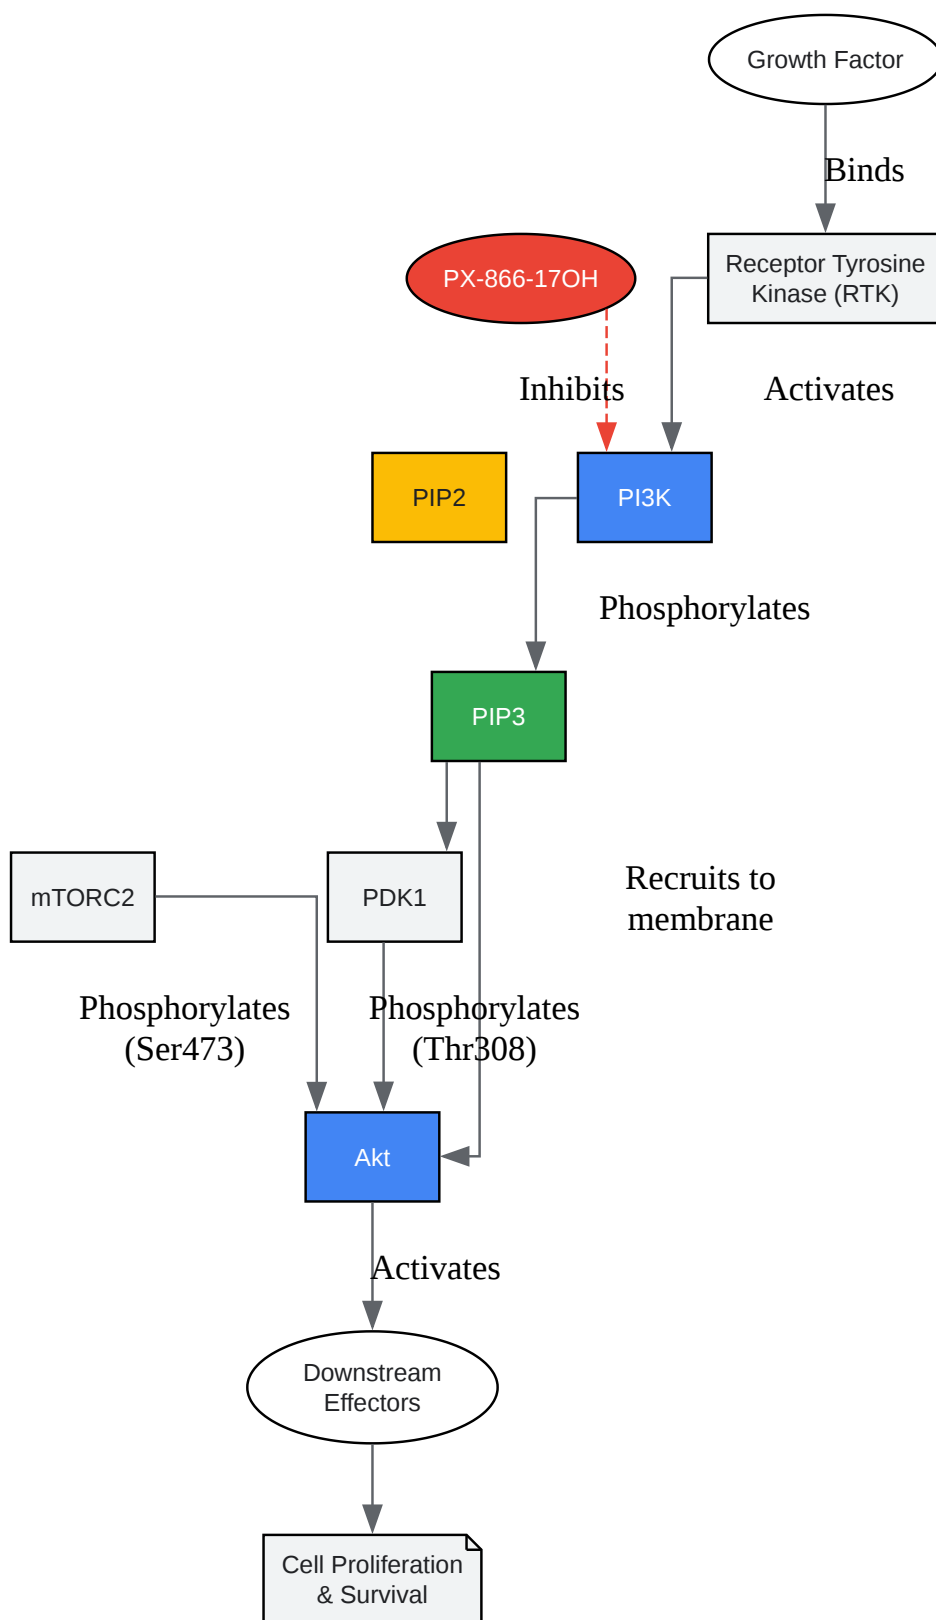 Growth Factor
Binds
PX-866-17OH
Receptor Tyrosine
Kinase (RTK)
Inhibits
Activates
PIP2
PI3K
Phosphorylates
PIP3
mTORC2
PDK1
Recruits to
membrane
Phosphorylates
(Ser473)
Phosphorylates
(Thr308)
Akt
Activates
Downstream
Effectors
Cell Proliferation
& Survival